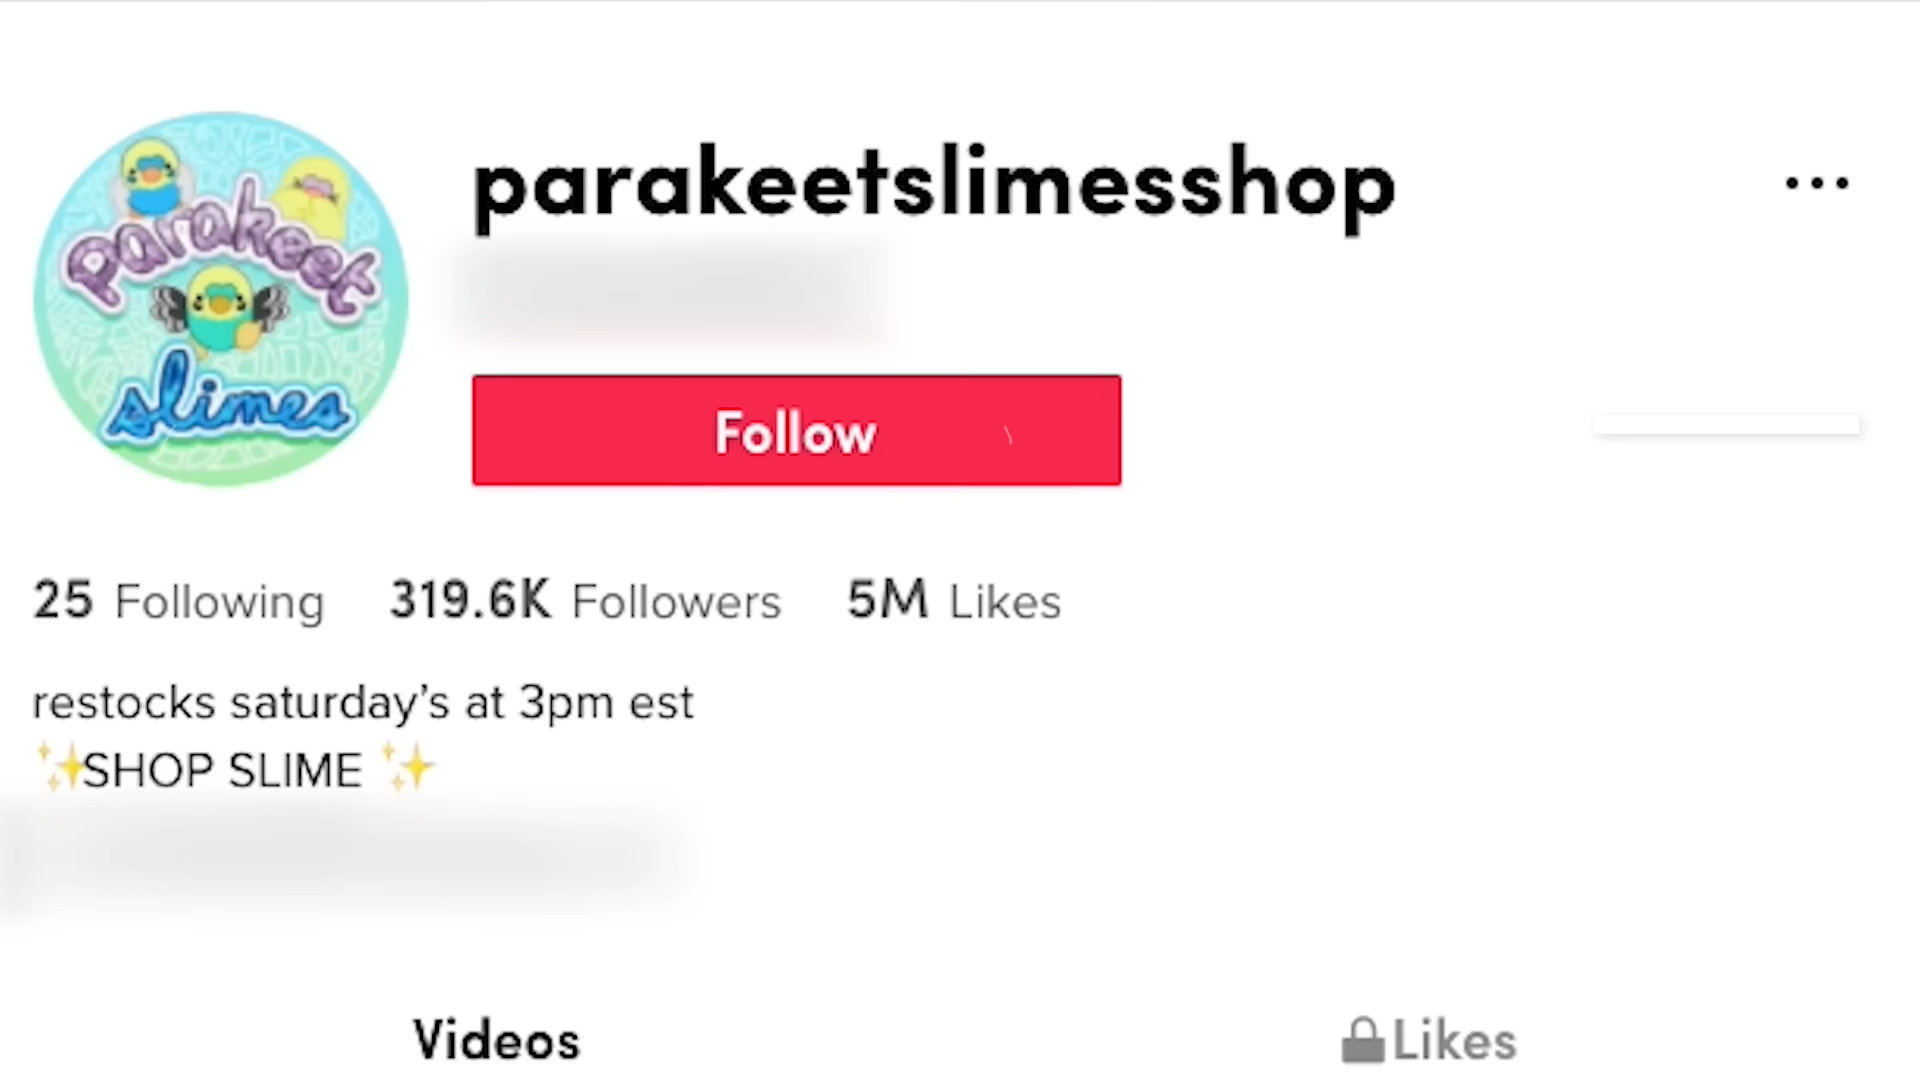 parakeet
slimes
parakeetslimesshop
Follow
25 Following 319.6K Followers 5M Likes
restocks saturday’s at 3pm est
✨SHOP SLIME ✨
Videos
Likes